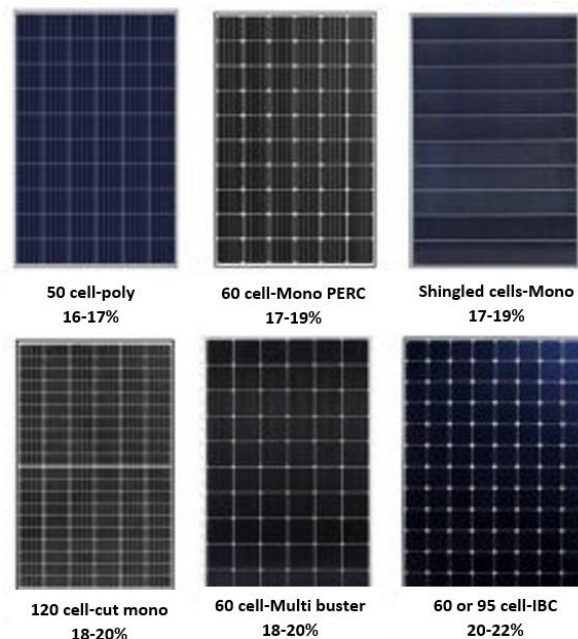 50 cell-poly
16-17%
60 cell-Mono PERC
17-19%
Shingled cells-Mono
17-19%
120 cell-cut mono
18-20%
60 cell-Multi buster
18-20%
60 or 95 cell-IBC
20-22%